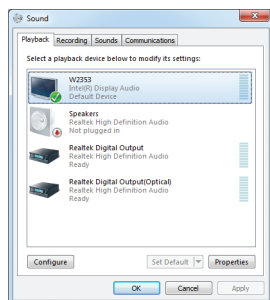 Sound
Playback Recording Sounds Communications
Select a playback device below to modify its settings:
W2353
Intel(R) Display Audio
Default Device
Speakers
Realtek High Definition Audio
Not plugged in
Realtek Digital Output
Realtek High Definition Audio
Ready
Realtek Digital Output(Optical)
Realtek High Definition Audio
Ready
Configure Set Default Properties
OK Cancel Apply